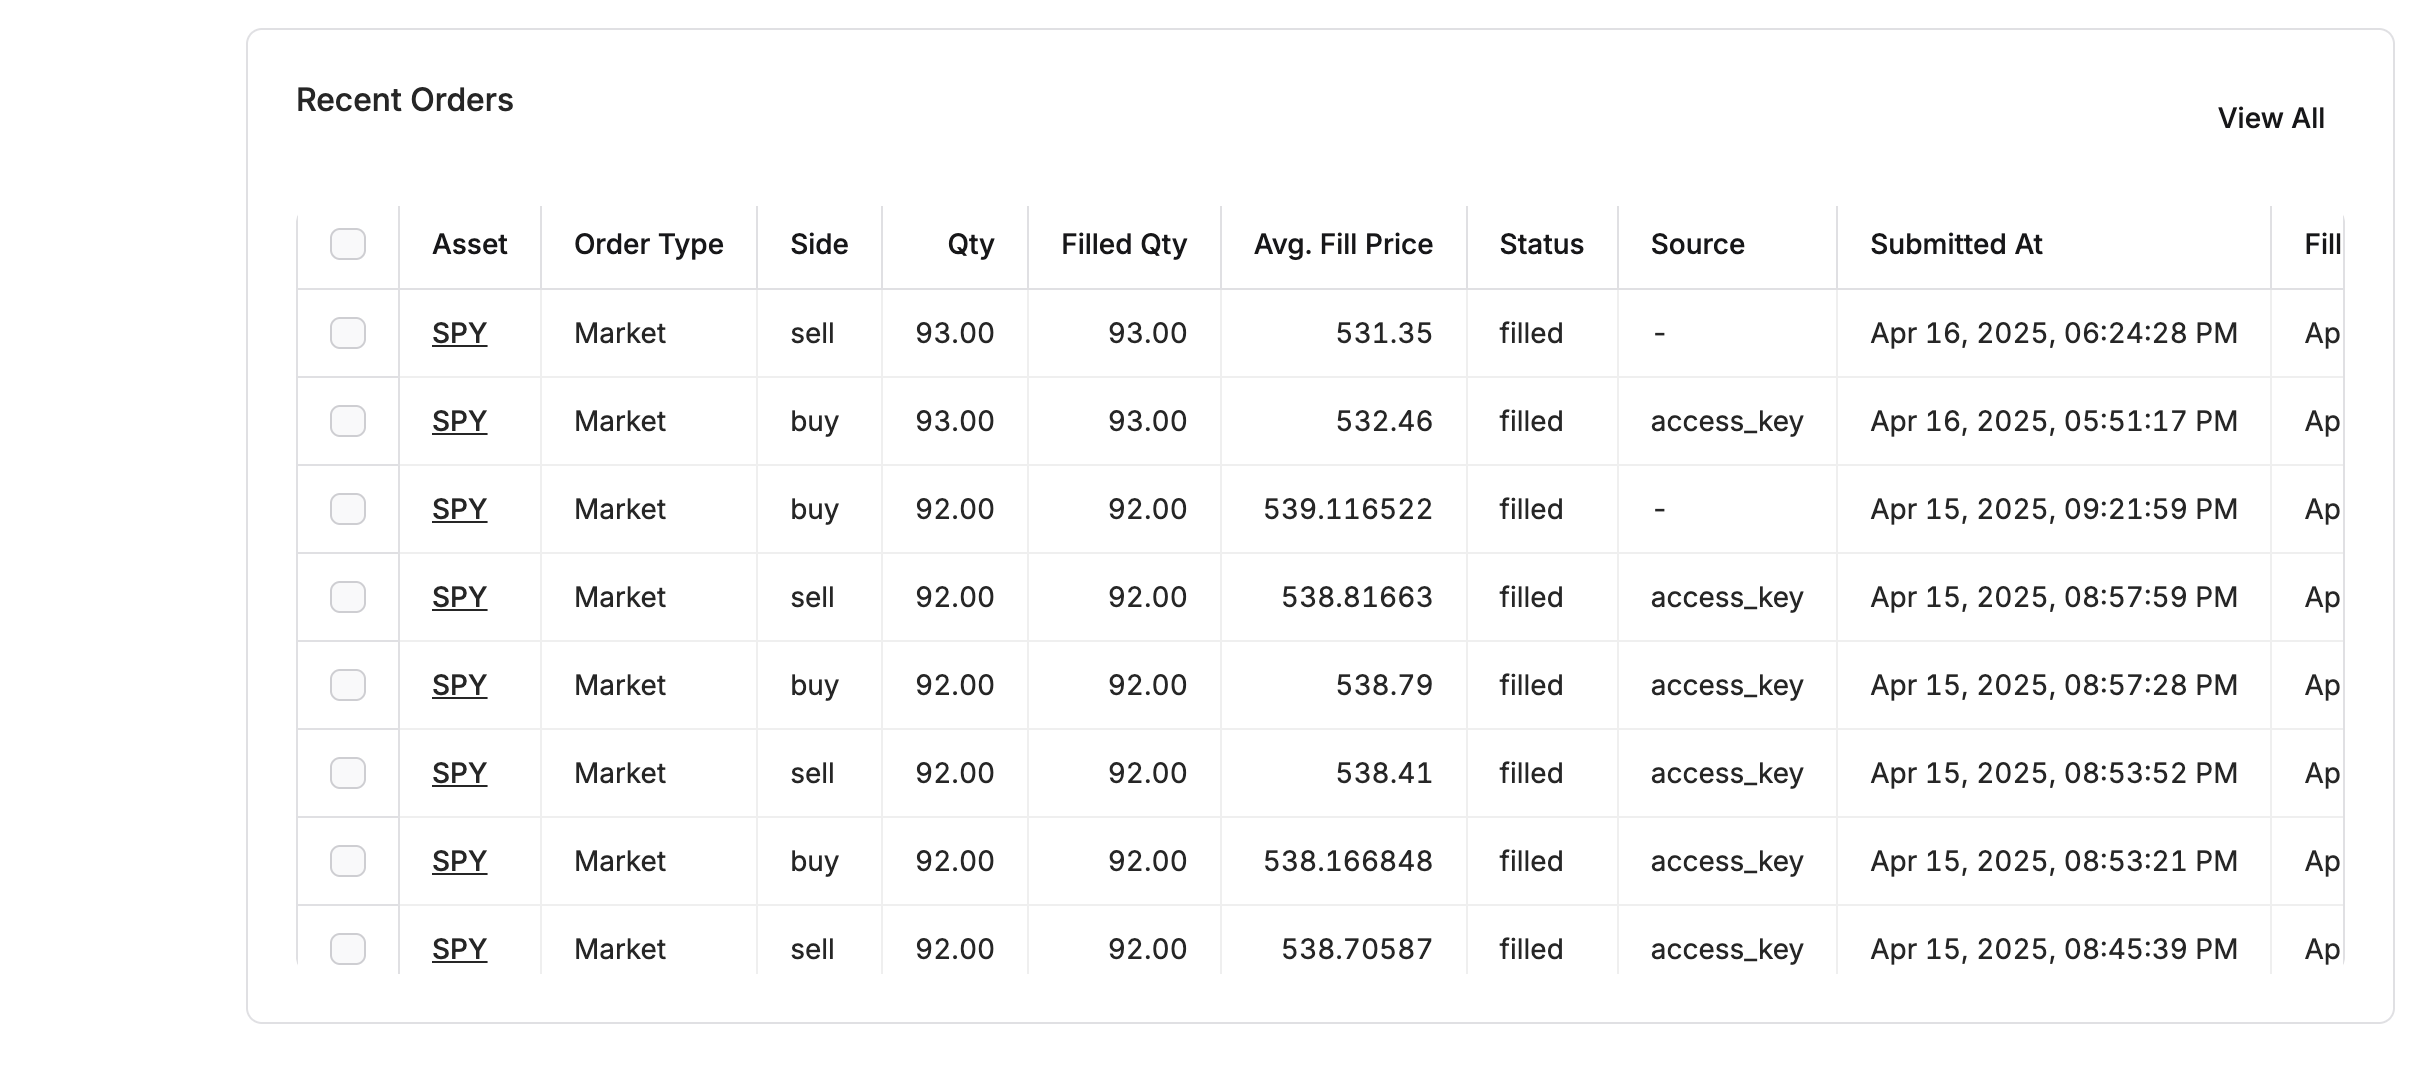 Recent Orders
View All
Asset Order Type Side Qty Filled Qty Avg. Fill Price Status Source Submitted At Fill
SPY Market sell 93.00 93.00 531.35 filled - Apr 16, 2025, 06:24:28 PM Ap
SPY Market buy 93.00 93.00 532.46 filled access_key Apr 16, 2025, 05:51:17 PM Ap
SPY Market buy 92.00 92.00 539.116522 filled - Apr 15, 2025, 09:21:59 PM Ap
SPY Market sell 92.00 92.00 538.81663 filled access_key Apr 15, 2025, 08:57:59 PM Ap
SPY Market buy 92.00 92.00 538.79 filled access_key Apr 15, 2025, 08:57:28 PM Ap
SPY Market sell 92.00 92.00 538.41 filled access_key Apr 15, 2025, 08:53:52 PM Ap
SPY Market buy 92.00 92.00 538.166848 filled access_key Apr 15, 2025, 08:53:21 PM Ap
SPY Market sell 92.00 92.00 538.70587 filled access_key Apr 15, 2025, 08:45:39 PM Ap